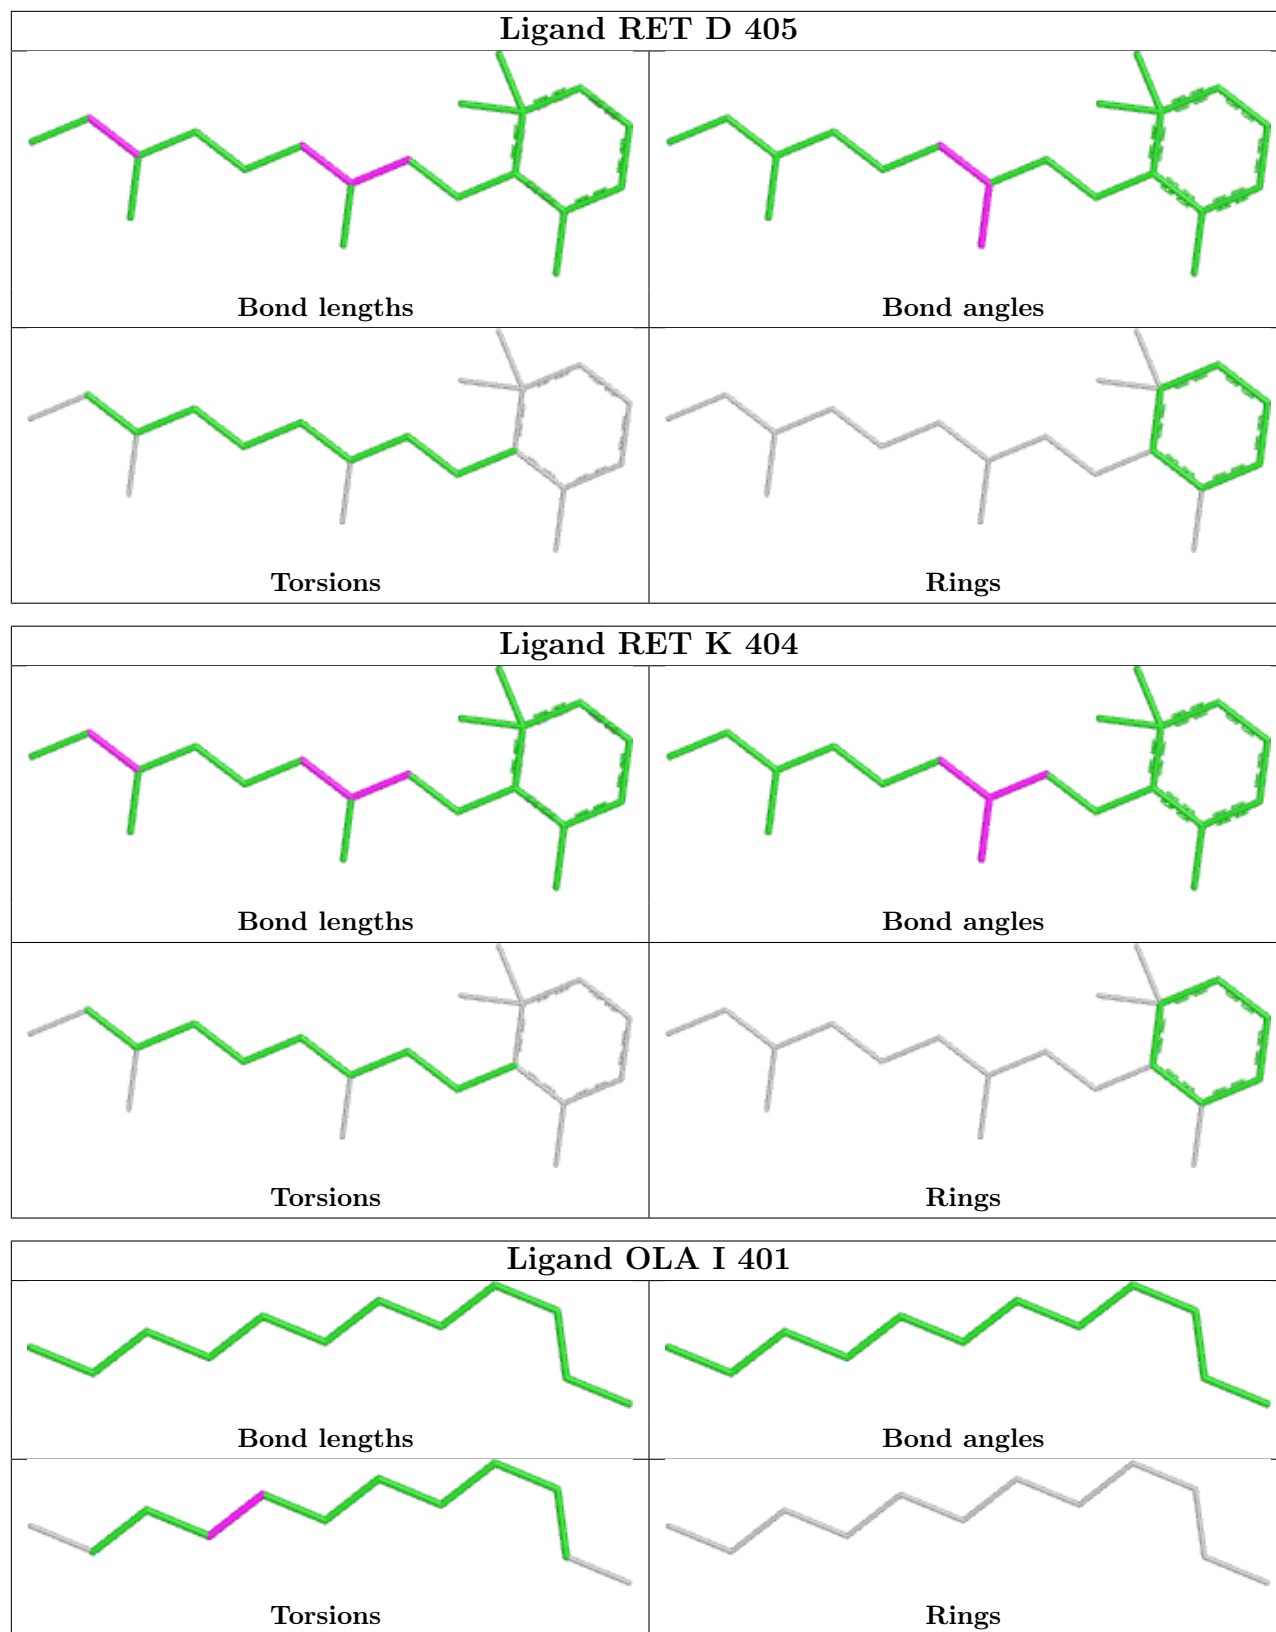 Ligand RET D 405
Bond lengths
Bond angles
Torsions
Rings
Ligand RET K 404
Bond lengths
Bond angles
Torsions
Rings
Ligand OLA I 401
Bond lengths
Bond angles
Torsions
Rings